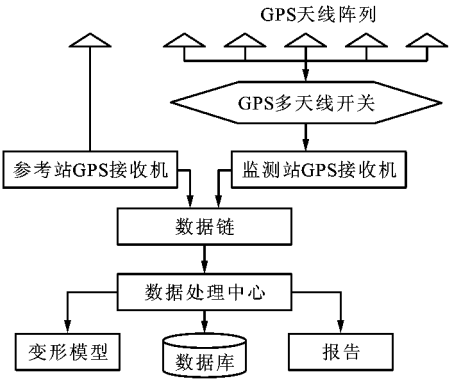 GPS天线阵列
GPS多天线开关
参考站GPS接收机
监测站GPS接收机
数据链
数据处理中心
变形模型
数据库
报告